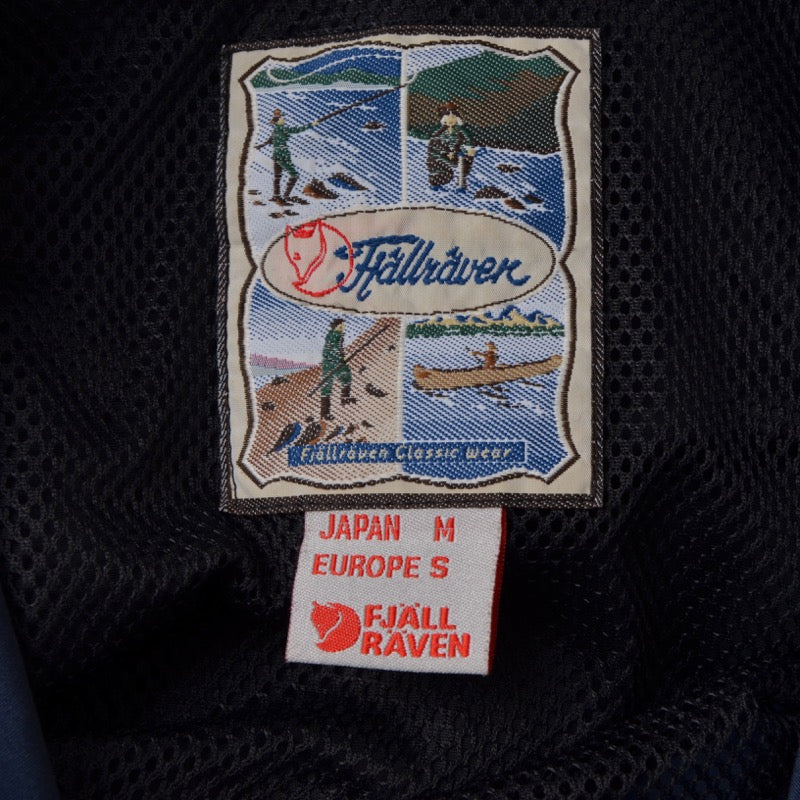 Fjällräven
Fjällräven Classic Wear
JAPAN M
EUROPE S
FJÄLL
RÄVEN